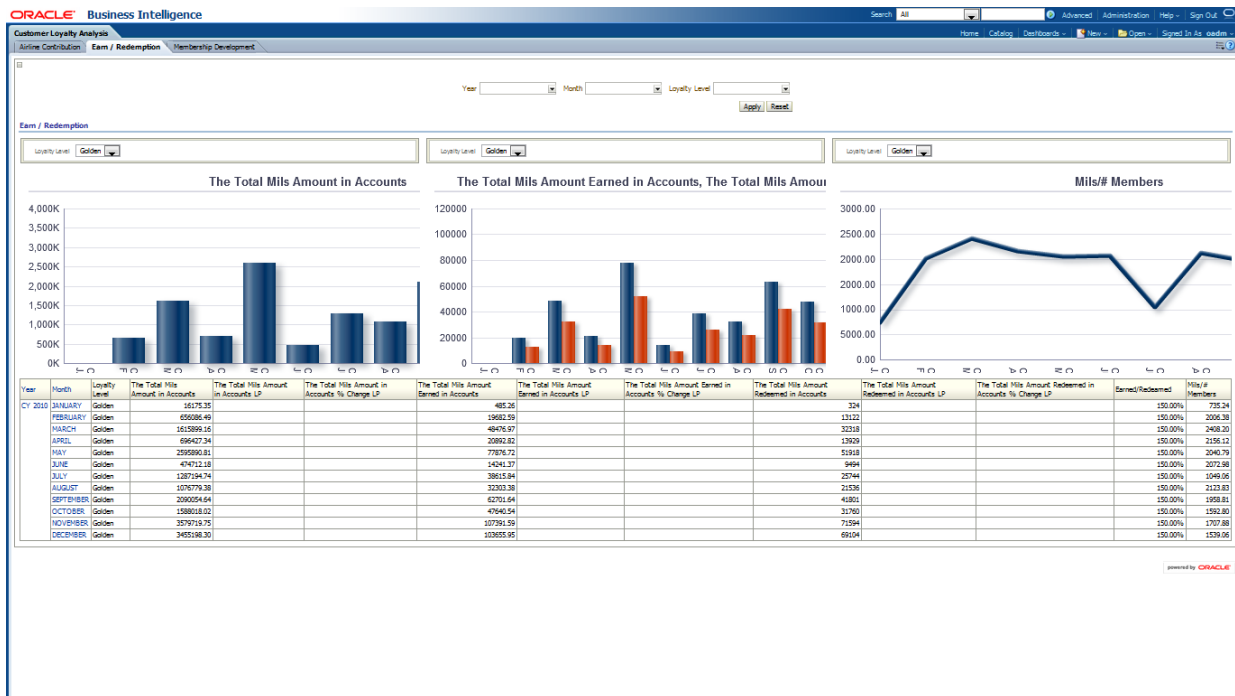 ORACLE Business Intelligence
Search All Advanced Administration Help Sign Out
Customer Loyalty Analysis
Home Catalog Dashboards New Open Signed In As oadm
Airline Contribution Earn / Redemption Membership Development
Year Month Loyalty Level
Apply Reset
Earn / Redemption
Loyalty Level Golden
Loyalty Level Golden
Loyalty Level Golden
The Total Mils Amount in Accounts
4,000K
3,500K
3,000K
2,500K
2,000K
1,500K
1,000K
500K
0K
J C F C N C A C N C J C J C A C
The Total Mils Amount Earned in Accounts, The Total Mils Amour
120000
100000
80000
60000
40000
20000
0
J C F C N C A C N C J C J C A C S C C C
Mils/# Members
3000.00
2500.00
2000.00
2000.00
1000.00
5000.00
0.00
J C F C N C A C N C J C J C A C
Year Month Loyalty Level The Total Mils Amount in Accounts The Total Mils Amount in Accounts LP The Total Mils Amount in Accounts % Change LP The Total Mils Amount Earned in Accounts The Total Mils Amount Earned in Accounts LP The Total Mils Amount Earned in Accounts % Change LP The Total Mils Amount Redeemed in Accounts The Total Mils Amount Redeemed in Accounts LP The Total Mils Amount Redeemed in Accounts % Change LP Earned/Redeamed Mils/# Members
CY 2010 JANUARY Golden 16175.35 485.26 324 150.00% 735.24
FEBRUARY Golden 656086.49 19682.59 13122 150.00% 2006.38
MARCH Golden 1615899.16 48476.97 32318 150.00% 2408.20
APRIL Golden 696427.34 20892.82 13929 150.00% 2156.12
MAY Golden 2595890.81 77876.72 51918 150.00% 2040.79
JUNE Golden 474712.18 14241.37 9494 150.00% 2072.98
JULY Golden 1287194.74 38615.84 25744 150.00% 1049.06
AUGUST Golden 1076779.38 32303.38 21536 150.00% 2123.83
SEPTEMBER Golden 2090054.64 62701.64 41801 150.00% 1958.81
OCTOBER Golden 1588018.02 47640.54 31760 150.00% 1592.80
NOVEMBER Golden 3579719.75 107391.59 71594 150.00% 1707.88
DECEMBER Golden 3455198.30 103655.95 69104 150.00% 1539.06
powered by ORACLE